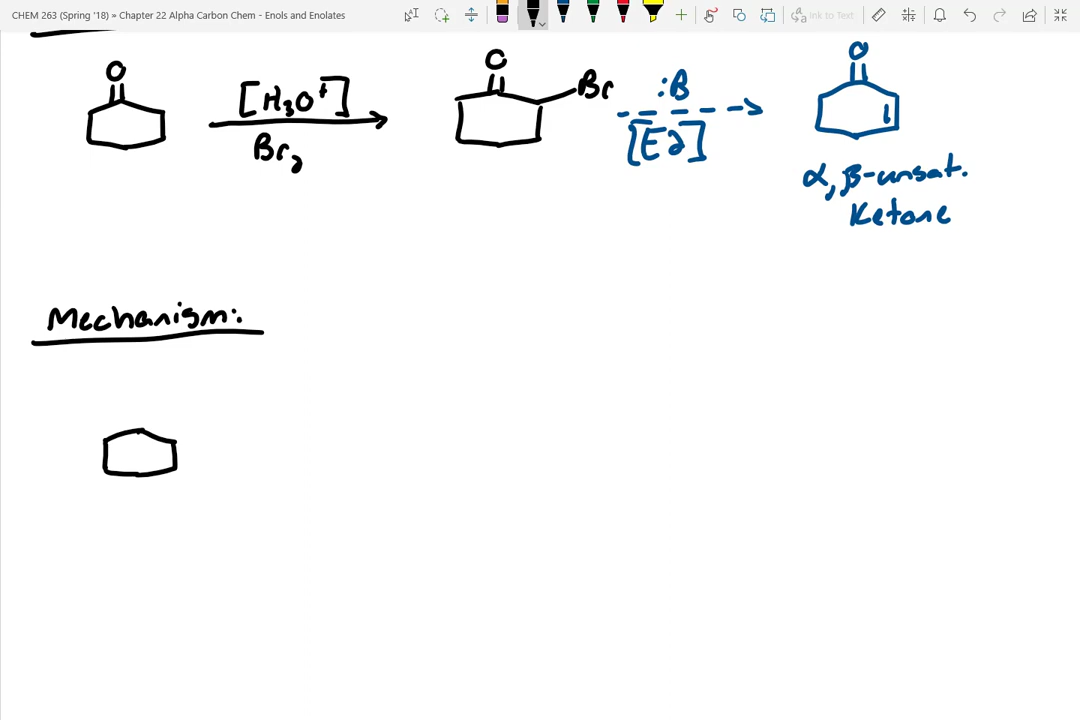 CHEM 263 (Spring '18) » Chapter 22 Alpha Carbon Chem - Enols and Enolates
Ink to Text
O
[H₃O⁺]
Br₂
O
Br
:B
[E2]
O
α, β-unsat.
Ketone
Mechanism: